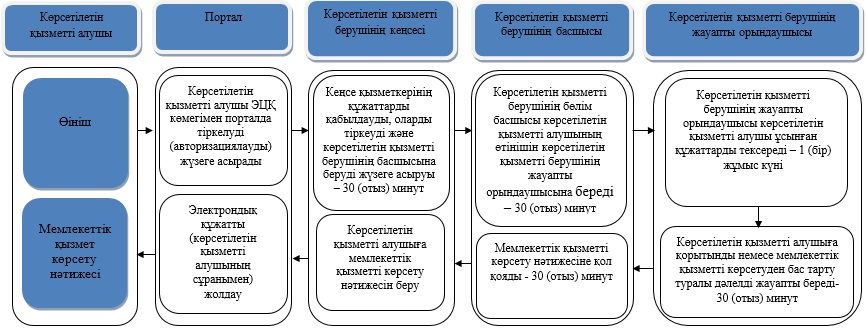 Көрсетілетін
қызметті алушы
Портал
Көрсетілетін қызметті
берушінің кеңсесі
Көрсетілетін қызметті
берушінің басшысы
Көрсетілетін қызметті берушінің
жауапты орындаушысы
Өініш
Көрсетілетін
қызметті алушы ЭЦҚ
көмегімен порталда
тіркелуді
(авторизациялауды)
жүзеге асырады
Кеңсе қызметкерінің
құжаттарды
қабылдауды, оларды
тіркеуді және
көрсетілетін қызметті
берушінің басшысына
беруді жүзеге асыруы
– 30 (отыз) минут
Көрсетілетін қызметті
берушінің бөлім
басшысы көрсетілетін
қызметті алушының
өтінішін көрсетілетін
қызметті берушінің
жауапты
орындаушысына береді
– 30 (отыз) минут
Көрсетілетін қызметті
берушінің жауапты
орындаушысы көрсетілетін
қызметті алушы ұсынған
құжаттарды тексереді – 1 (бір)
жұмыс күні
Мемлекеттік
қызмет
көрсету
нәтижесі
Электрондық
құжатты
(көрсетілетін
қызметті
алушының
сұранымен)
жолдау
Көрсетілетін
қызметті алушыға
мемлекеттік
қызметті көрсету
нәтижесін беру
Мемлекеттік қызметті
көрсету нәтижесіне қол
қояды - 30 (отыз) минут
Көрсетілетін қызметті алушыға
қорытынды немесе мемлекеттік
қызметті көрсетуден бас тарту
туралы дәлелді жауапты береді-
30 (отыз) минут